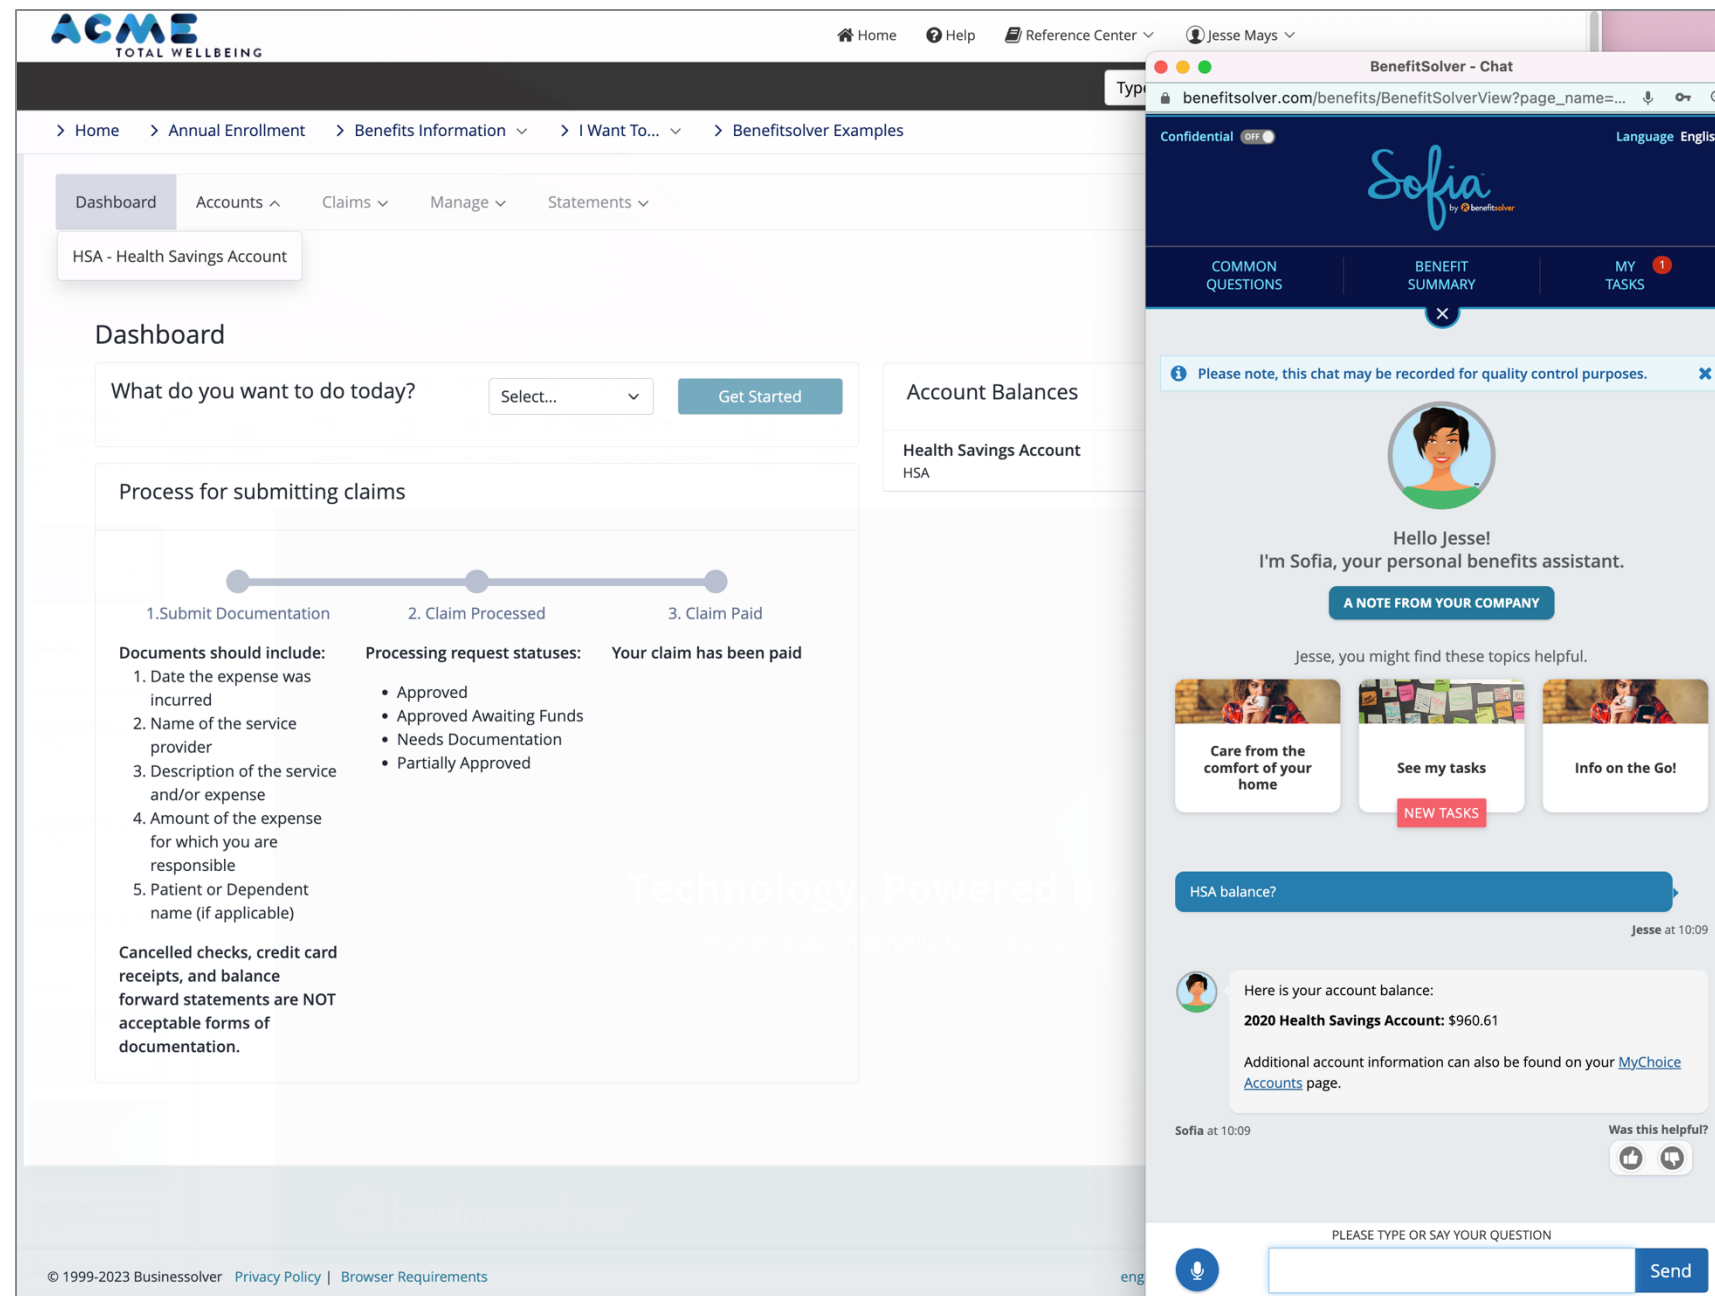 ACME
TOTAL WELLBEING
Home
Help
Reference Center
Jesse Mays
Home
Annual Enrollment
Benefits Information
I Want To...
Benefitsolver Examples
Dashboard
Accounts
Claims
Manage
Statements
HSA - Health Savings Account
Dashboard
What do you want to do today?
Select...
Get Started
Account Balances
Health Savings Account
HSA
Process for submitting claims
1.Submit Documentation
2. Claim Processed
3. Claim Paid
Documents should include:
1. Date the expense was
incurred
2. Name of the service
provider
3. Description of the service
and/or expense
4. Amount of the expense
for which you are
responsible
5. Patient or Dependent
name (if applicable)
Cancelled checks, credit card
receipts, and balance
forward statements are NOT
acceptable forms of
documentation.
Processing request statuses:
• Approved
• Approved Awaiting Funds
• Needs Documentation
• Partially Approved
Your claim has been paid
Technology, Powered by
© 1999-2023 Businessolver Privacy Policy | Browser Requirements
eng
Type
BenefitSolver - Chat
benefitsolver.com/benefits/BenefitSolverView?page_name=...
Confidential OFF
Language Englis
Sofia
by benefitsolver
COMMON
QUESTIONS
BENEFIT
SUMMARY
MY
TASKS
1
Please note, this chat may be recorded for quality control purposes.
Hello Jesse!
I'm Sofia, your personal benefits assistant.
A NOTE FROM YOUR COMPANY
Jesse, you might find these topics helpful.
Care from the
comfort of your
home
See my tasks
NEW TASKS
Info on the Go!
HSA balance?
Jesse at 10:09
Here is your account balance:
2020 Health Savings Account: $960.61
Additional account information can also be found on your MyChoice
Accounts page.
Sofia at 10:09
Was this helpful?
PLEASE TYPE OR SAY YOUR QUESTION
Send